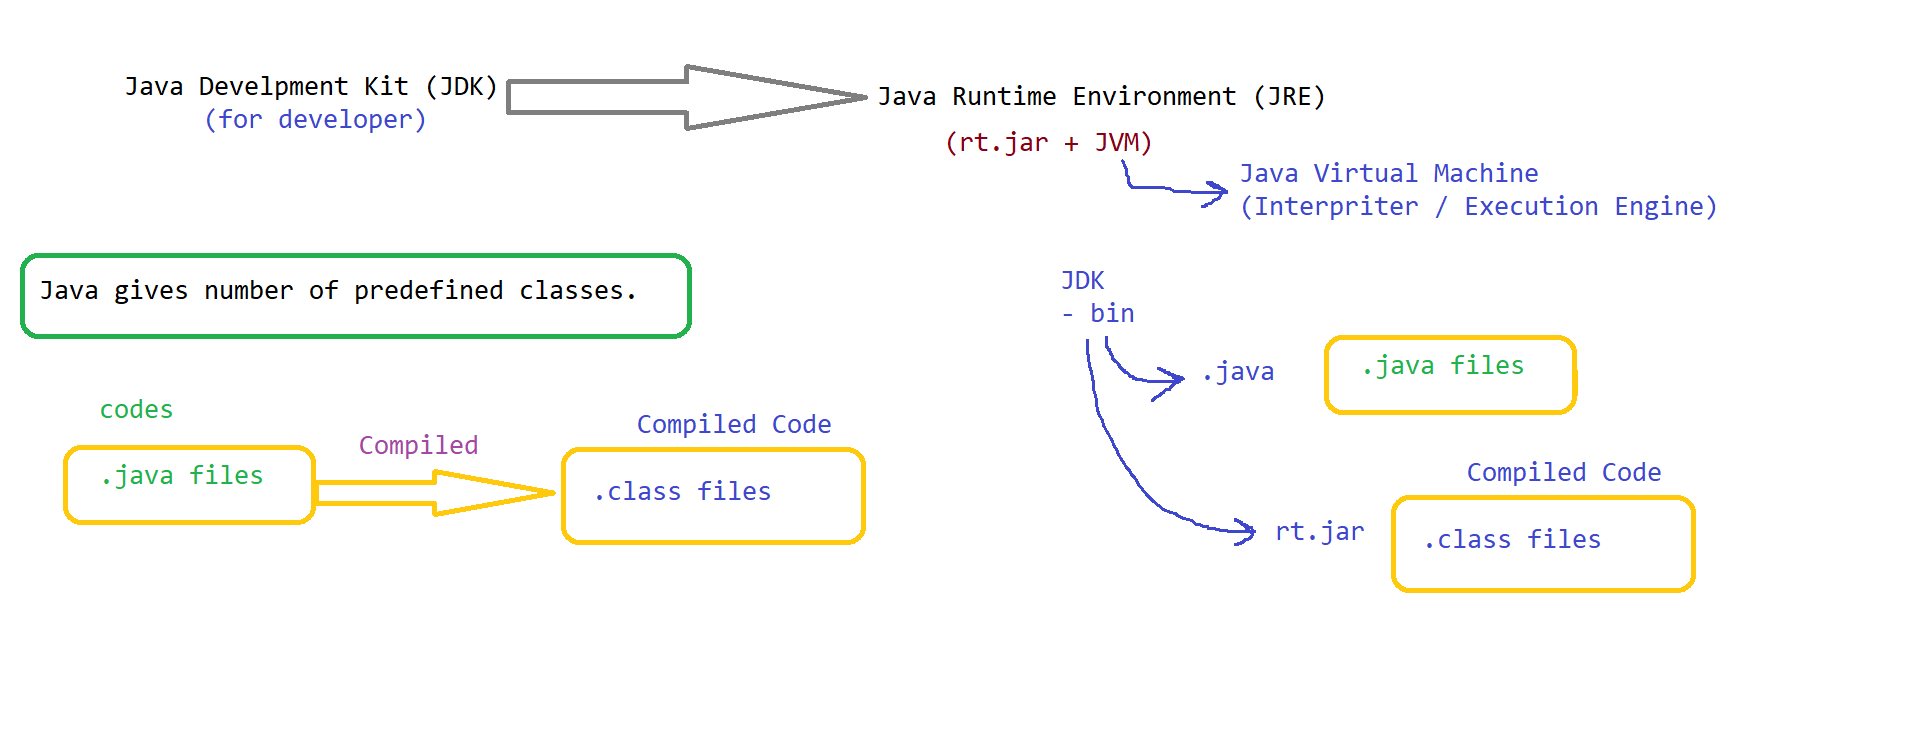 Java Develpment Kit (JDK)
(for developer)
Java Runtime Environment (JRE)
(rt.jar + JVM)
Java Virtual Machine
(Interpriter / Execution Engine)
Java gives number of predefined classes.
JDK
- bin
.java
.java files
codes
.java files
Compiled
Compiled Code
.class files
rt.jar
Compiled Code
.class files